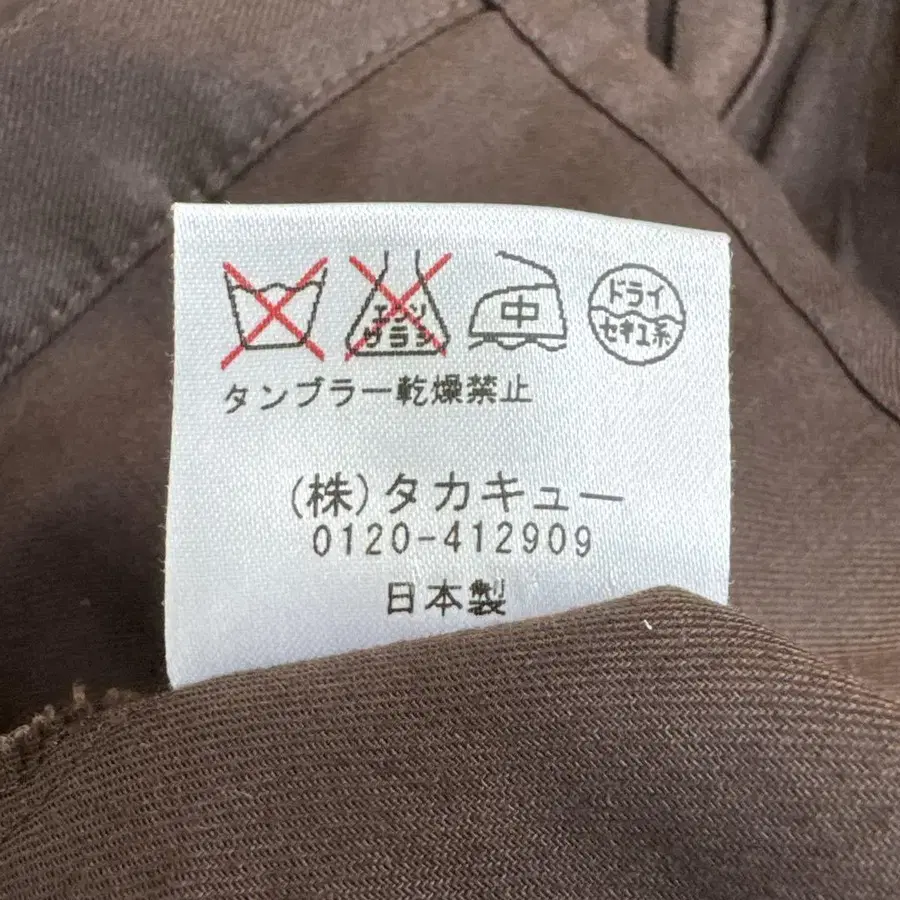 エンソ
サラシ
中
ドライ
セキユ系
タンブラー乾燥禁止
(株)タカキュー
0120-412909
日本製